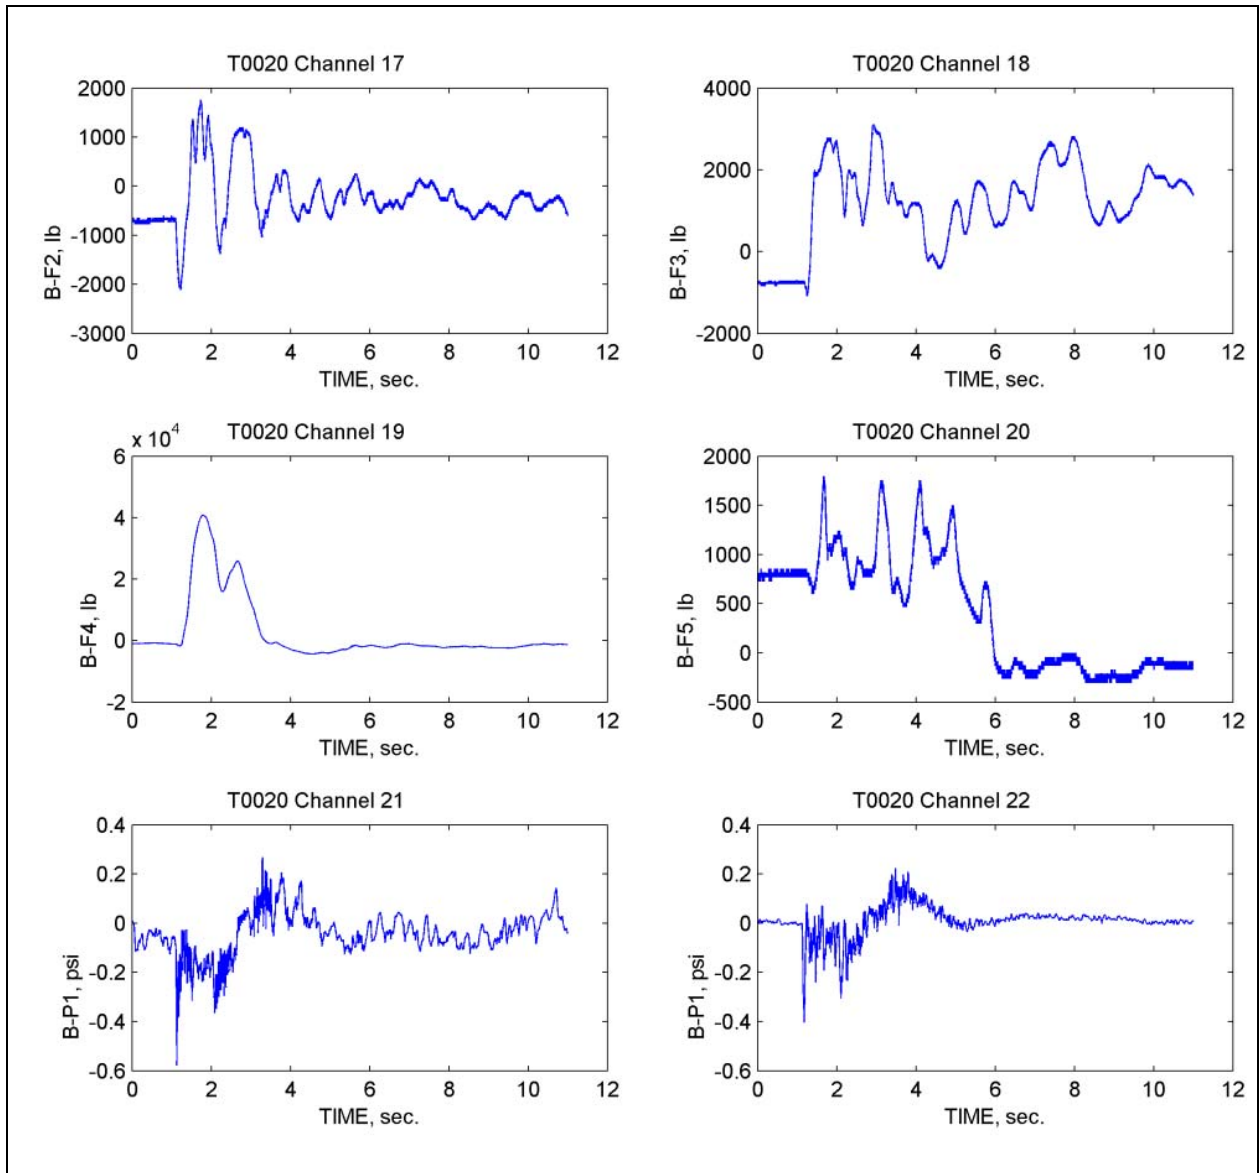 T0020 Channel 17
2000
1000
0
-1000
-2000
-3000
B-F2, lb
0 2 4 6 8 10 12
TIME, sec.
T0020 Channel 18
4000
2000
0
-2000
B-F3, lb
0 2 4 6 8 10 12
TIME, sec.
T0020 Channel 19
x 10^4
6
4
2
0
-2
B-F4, lb
0 2 4 6 8 10 12
TIME, sec.
T0020 Channel 20
2000
1500
1000
500
0
-500
B-F5, lb
0 2 4 6 8 10 12
TIME, sec.
T0020 Channel 21
0.4
0.2
0
-0.2
-0.4
-0.6
B-P1, psi
0 2 4 6 8 10 12
TIME, sec.
T0020 Channel 22
0.4
0.2
0
-0.2
-0.4
-0.6
B-P1, psi
0 2 4 6 8 10 12
TIME, sec.